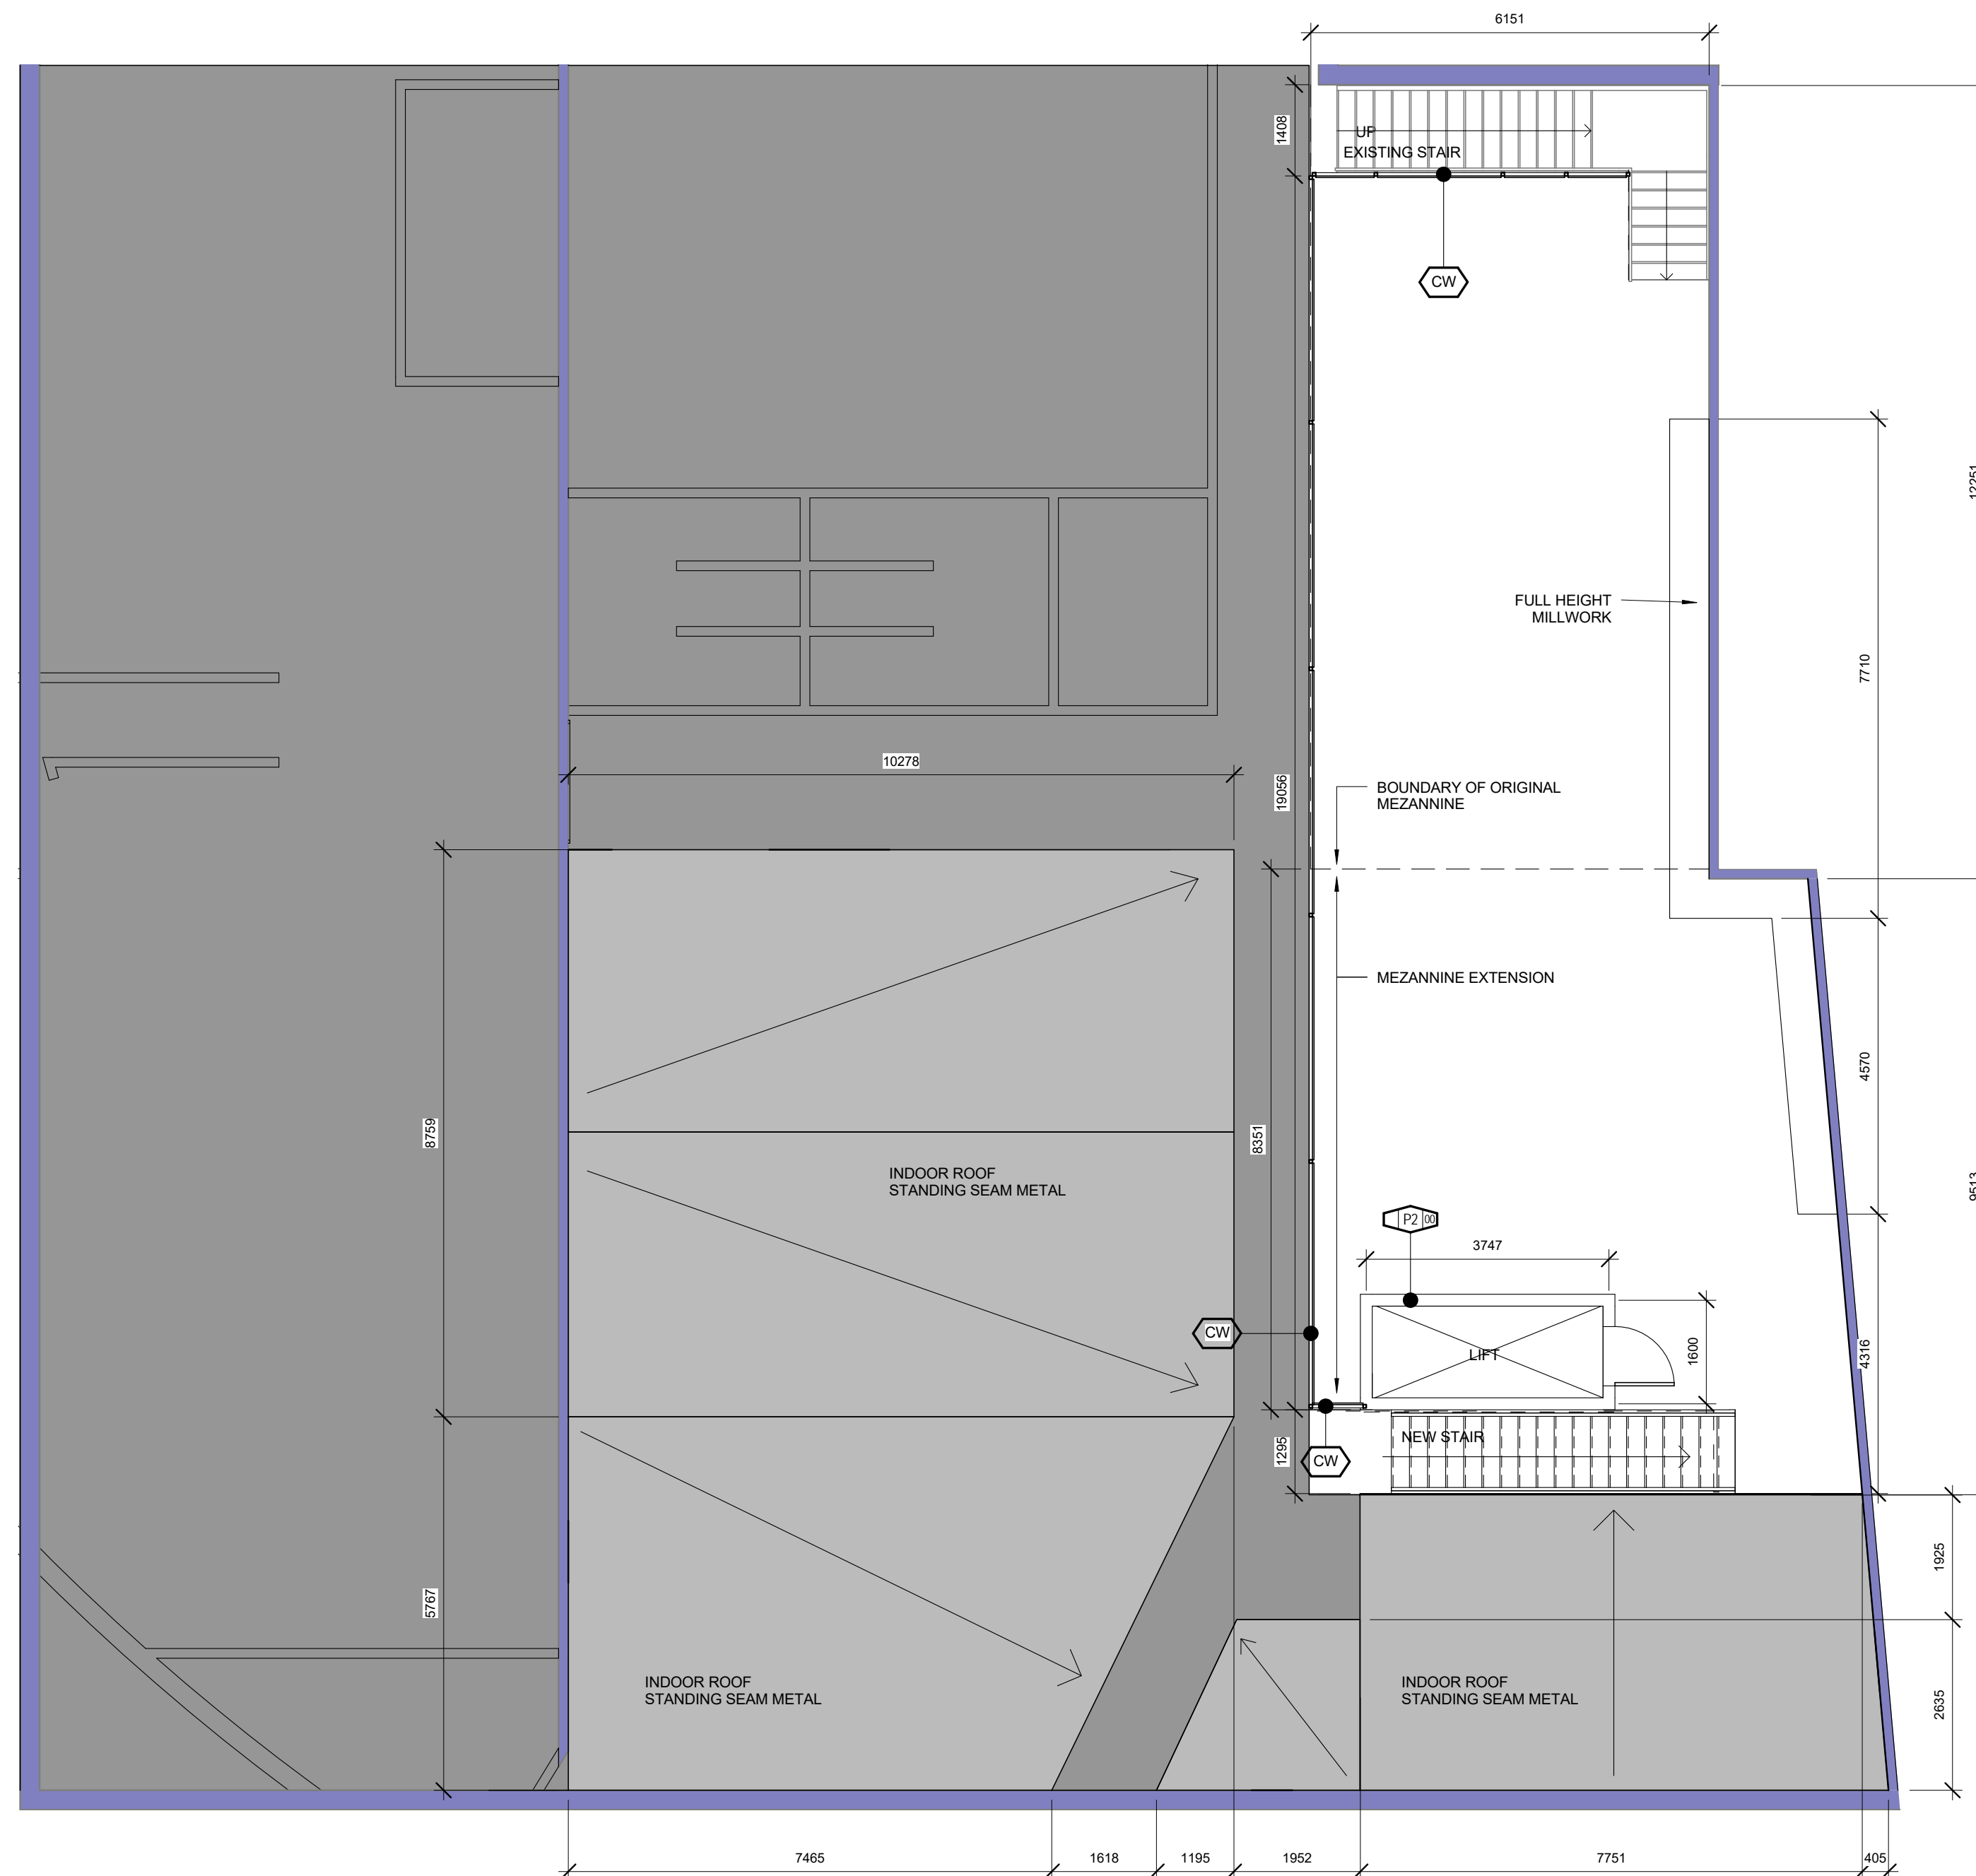 6151
1408
UP
EXISTING STAIR
CW
12251
FULL HEIGHT
MILLWORK
7710
10278
19056
BOUNDARY OF ORIGINAL
MEZANNINE
MEZANNINE EXTENSION
4570
8759
8351
INDOOR ROOF
STANDING SEAM METAL
9513
P2 00
3747
CW
LIFT
1600
4316
NEW STAIR
1295
CW
1925
5767
INDOOR ROOF
STANDING SEAM METAL
INDOOR ROOF
STANDING SEAM METAL
2635
7465
1618
1195
1952
7751
405